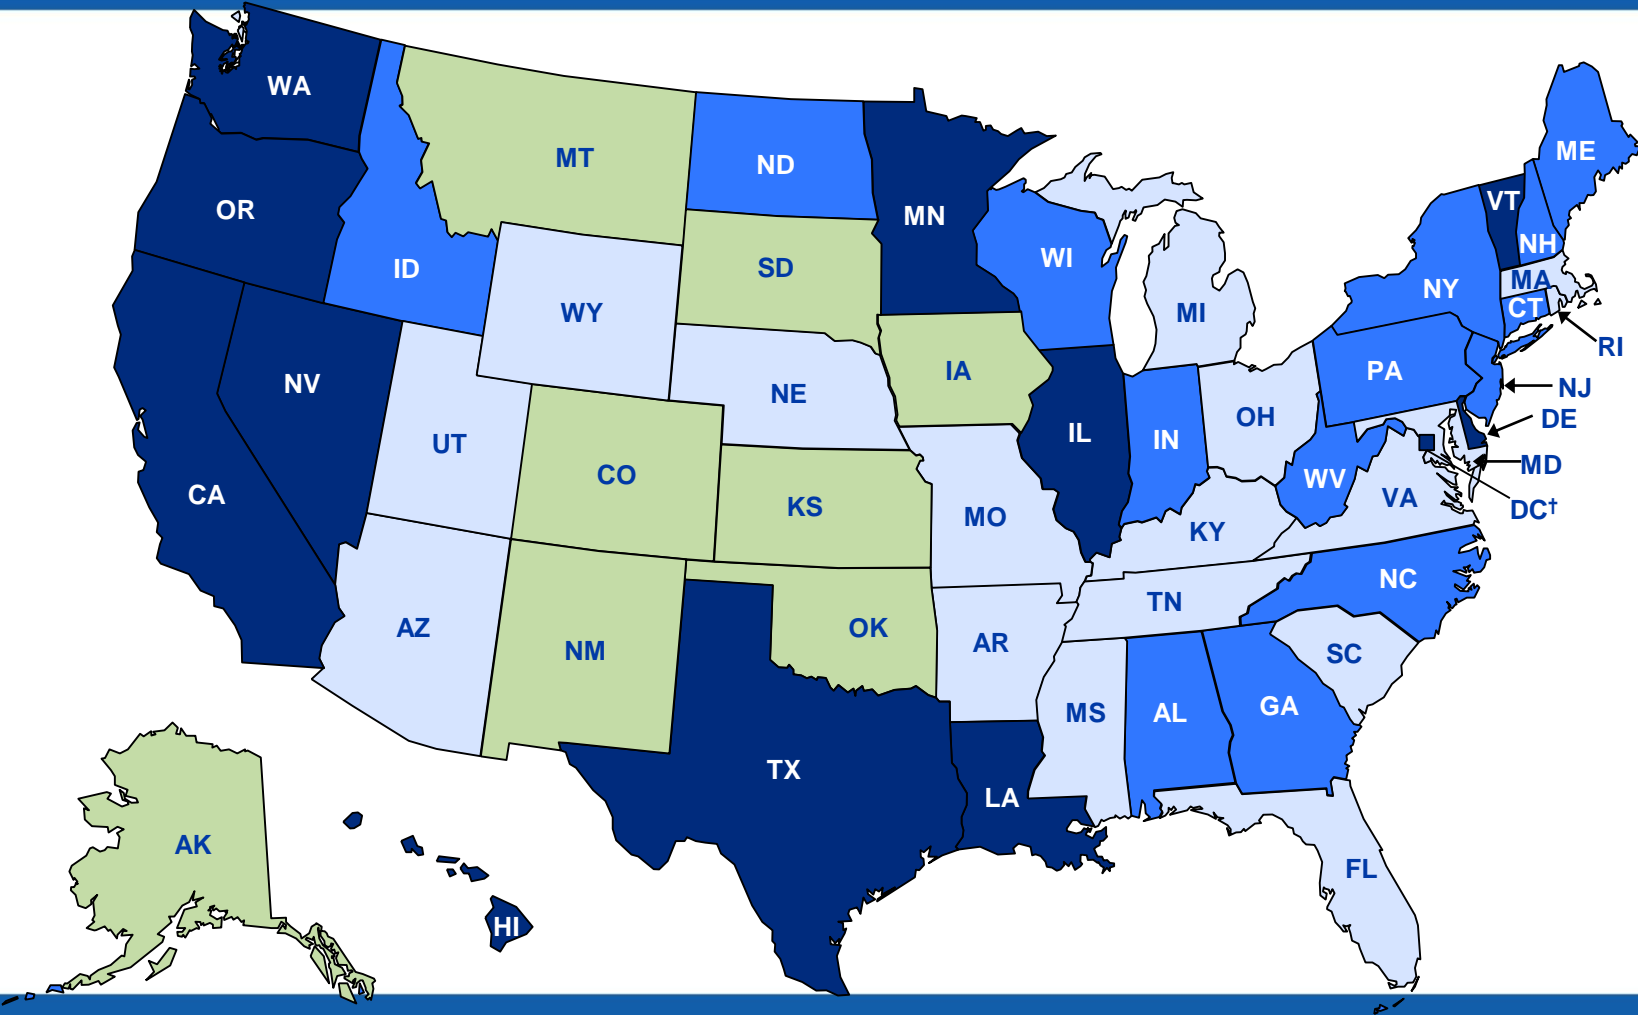 WA
MT
ND
ME
OR
MN
VT
NH
ID
SD
WI
MA
WY
NY
CT
MI
RI
IA
PA
NV
NE
NJ
OH
DE
UT
IL
IN
CO
MD
CA
WV
VA
KS
DC†
MO
KY
NC
TN
AZ
OK
AR
NM
SC
MS
AL
GA
TX
LA
AK
FL
HI